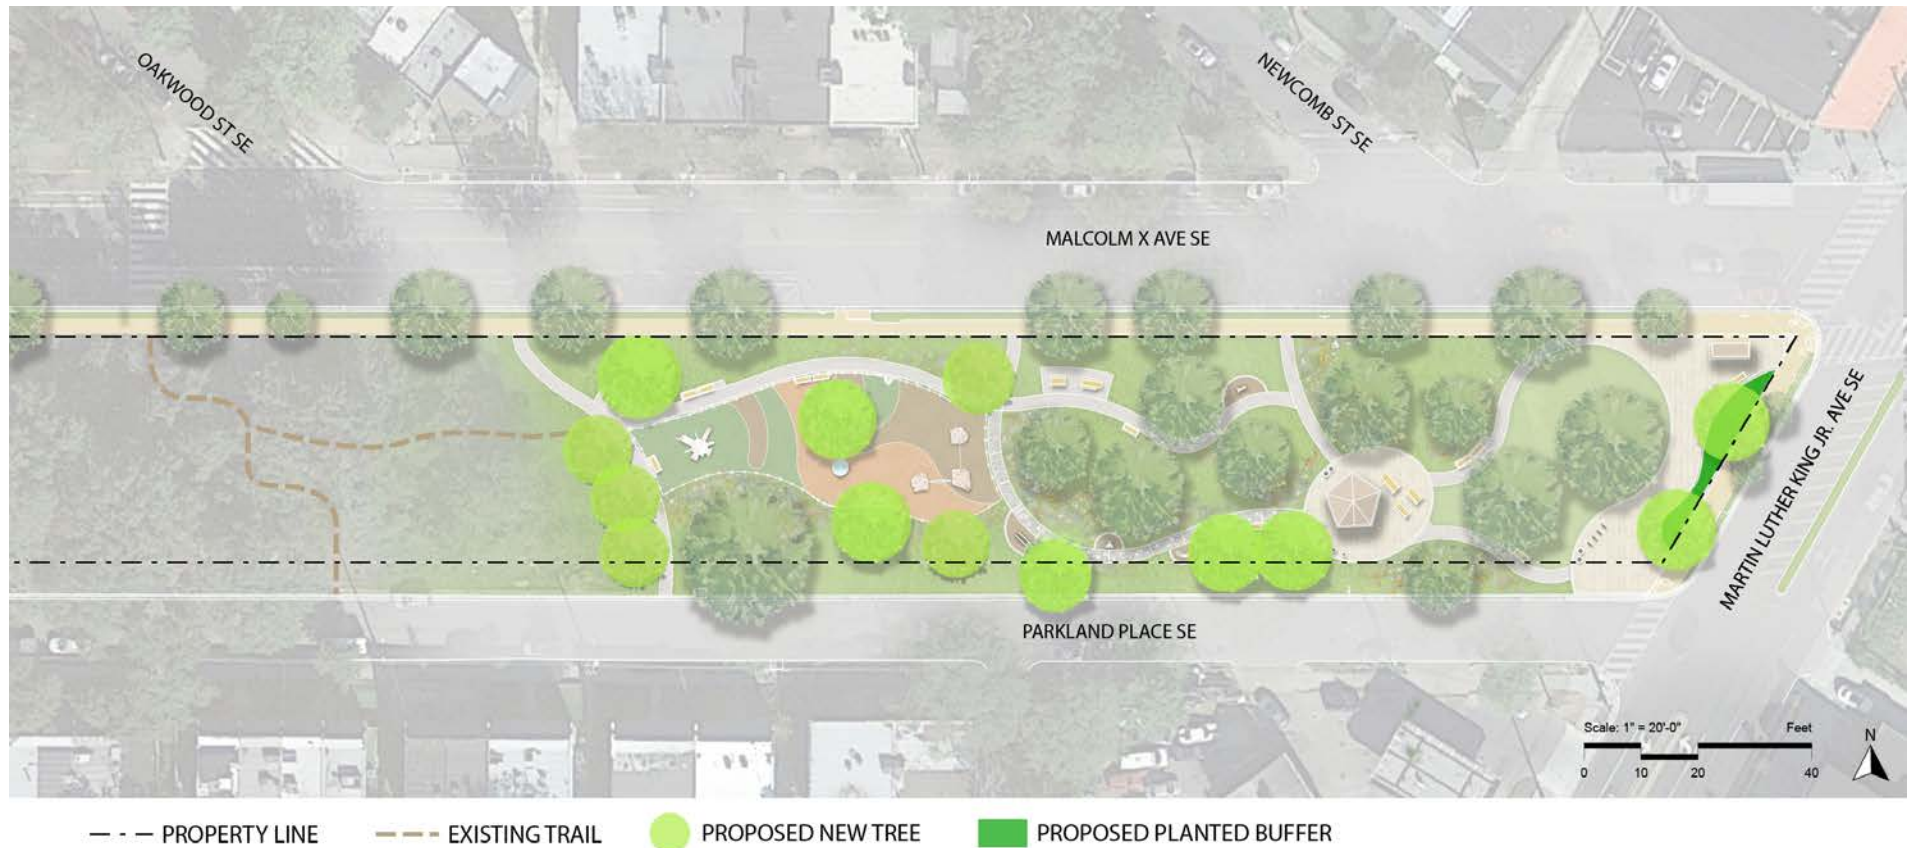 OAKWOOD ST SE
NEWCOMB ST SE
MALCOLM X AVE SE
MARTIN LUTHER KING JR. AVE SE
PARKLAND PLACE SE
Scale: 1" = 20'-0" Feet
0 10 20 40
N
PROPERTY LINE EXISTING TRAIL PROPOSED NEW TREE PROPOSED PLANTED BUFFER